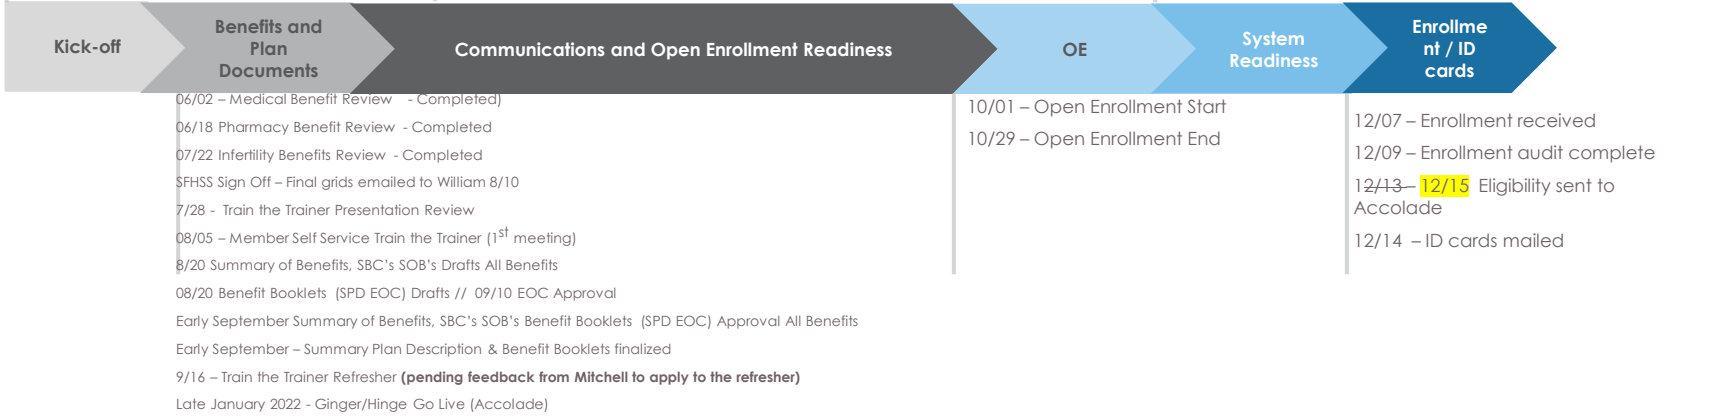 Kick-off
Benefits and
Plan
Documents
Communications and Open Enrollment Readiness
OE
System
Readiness
Enrollme
nt / ID
cards
06/02 – Medical Benefit Review - Completed)
06/18 Pharmacy Benefit Review - Completed
07/22 Infertility Benefits Review - Completed
SFHSS Sign Off – Final grids emailed to William 8/10
7/28 - Train the Trainer Presentation Review
08/05 – Member Self Service Train the Trainer (1st meeting)
8/20 Summary of Benefits, SBC's SOB's Drafts All Benefits
08/20 Benefit Booklets (SPD EOC) Drafts // 09/10 EOC Approval
Early September Summary of Benefits, SBC's SOB's Benefit Booklets (SPD EOC) Approval All Benefits
Early September – Summary Plan Description & Benefit Booklets finalized
9/16 – Train the Trainer Refresher (pending feedback from Mitchell to apply to the refresher)
Late January 2022 - Ginger/Hinge Go Live (Accolade)
10/01 – Open Enrollment Start
10/29 – Open Enrollment End
12/07 – Enrollment received
12/09 – Enrollment audit complete
12/13 – 12/15 Eligibility sent to
Accolade
12/14 – ID cards mailed